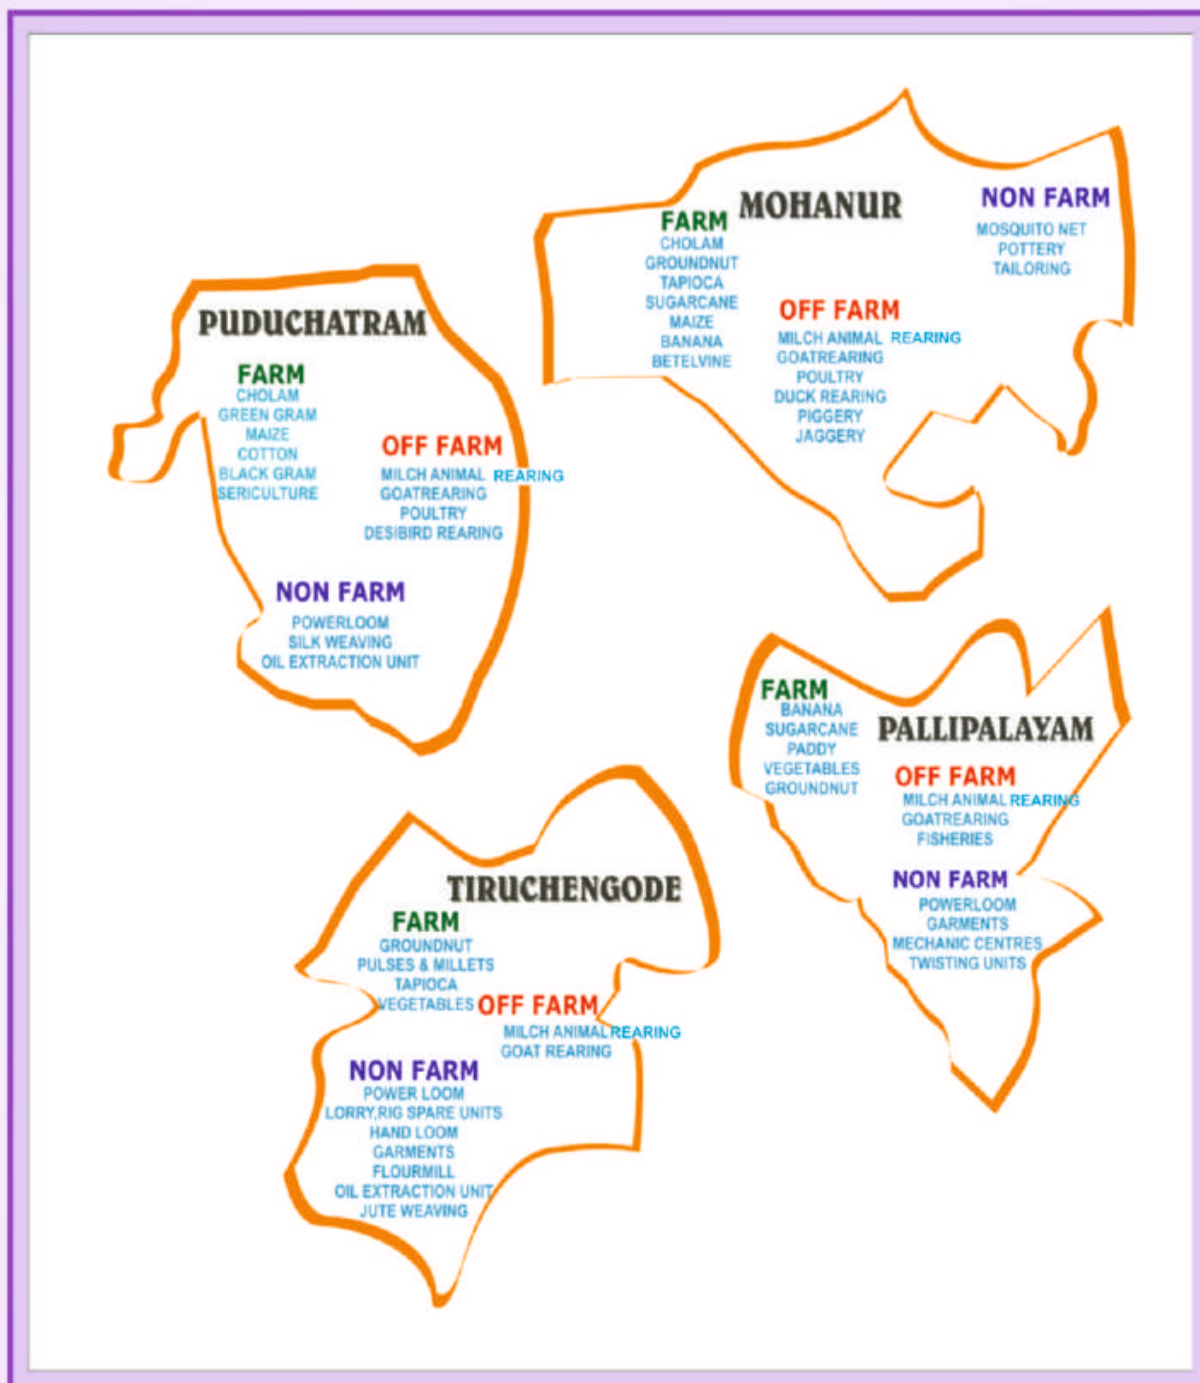 MOHANUR
FARM
CHOLAM
GROUNDNUT
TAPIOCA
SUGARCANE
MAIZE
BANANA
BETELVINE
OFF FARM
MILCH ANIMAL REARING
GOATREARING
POULTRY
DUCK REARING
PIGGERY
JAGGERY
NON FARM
MOSQUITO NET
POTTERY
TAILORING
PUDUCHATRAM
FARM
CHOLAM
GREEN GRAM
MAIZE
COTTON
BLACK GRAM
SERICULTURE
OFF FARM
MILCH ANIMAL REARING
GOATREARING
POULTRY
DESIBIRD REARING
NON FARM
POWERLOOM
SILK WEAVING
OIL EXTRACTION UNIT
PALLIPALAYAM
FARM
BANANA
SUGARCANE
PADDY
VEGETABLES
GROUNDNUT
OFF FARM
MILCH ANIMAL REARING
GOATREARING
FISHERIES
NON FARM
POWERLOOM
GARMENTS
MECHANIC CENTRES
TWISTING UNITS
TIRUCHENGODE
FARM
GROUNDNUT
PULSES & MILLETS
TAPIOCA
VEGETABLES
OFF FARM
MILCH ANIMAL REARING
GOAT REARING
NON FARM
POWER LOOM
LORRY,RIG SPARE UNITS
HAND LOOM
GARMENTS
FLOURMILL
OIL EXTRACTION UNIT
JUTE WEAVING